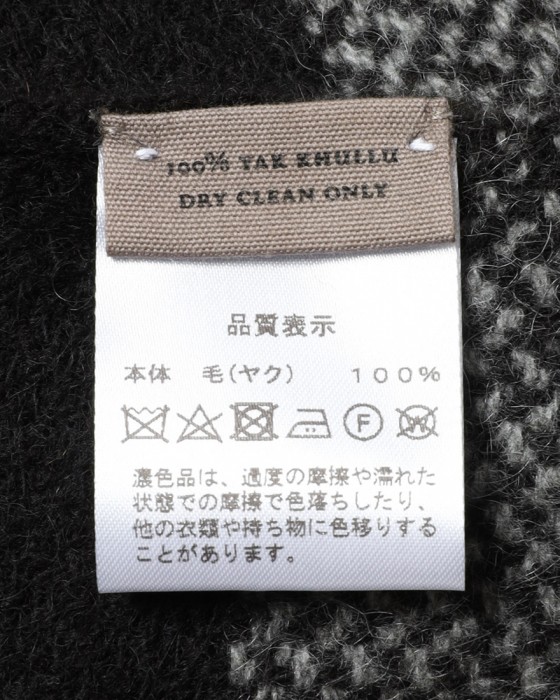 100% YAK KHULLU
DRY CLEAN ONLY
品質表示
本体 毛(ヤク) 100%
F W
濃色品は、過度の摩擦や濡れた
状態での摩擦で色落ちしたり、
他の衣類や持ち物に色移りする
ことがあります。